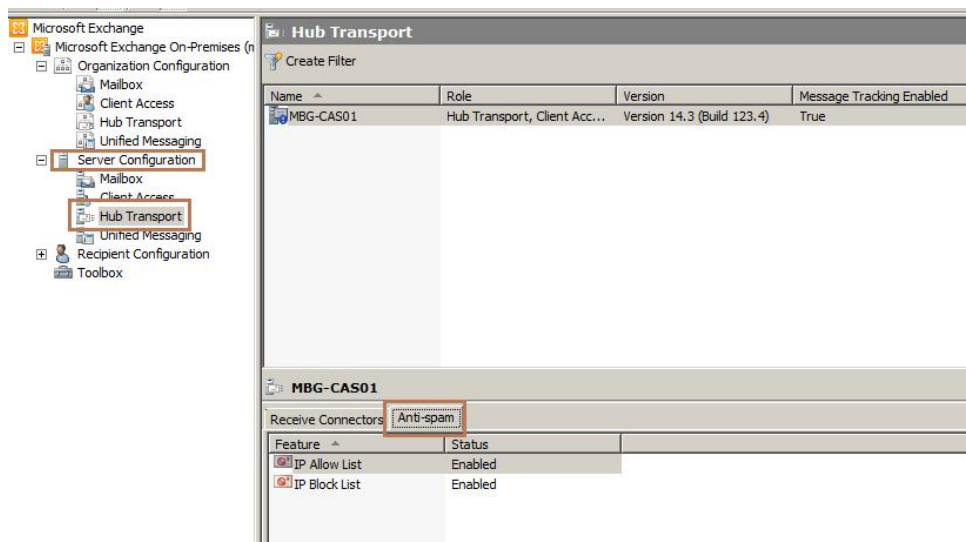 Microsoft Exchange
Microsoft Exchange On-Premises (n
Organization Configuration
Mailbox
Client Access
Hub Transport
Unified Messaging
Server Configuration
Mailbox
Client Access
Hub Transport
Unified Messaging
Recipient Configuration
Toolbox
Hub Transport
Create Filter
Name Role Version Message Tracking Enabled
MBG-CAS01 Hub Transport, Client Acc... Version 14.3 (Build 123.4) True
MBG-CAS01
Receive Connectors Anti-spam
Feature Status
IP Allow List Enabled
IP Block List Enabled